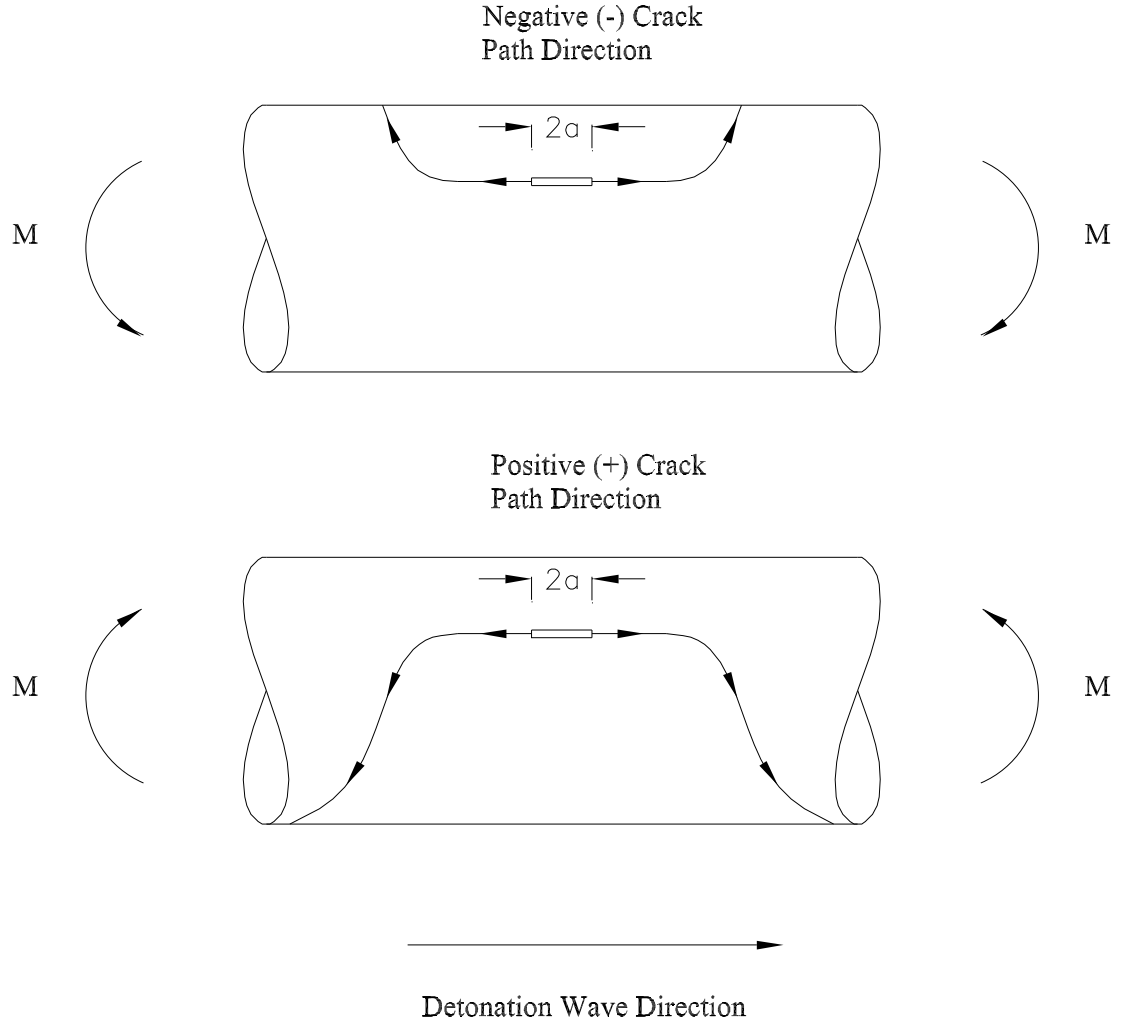 Negative (-) Crack
Path Direction
2a
M
M
Positive (+) Crack
Path Direction
2a
M
M
Detonation Wave Direction